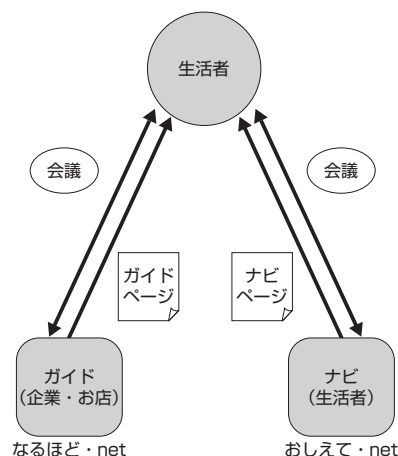 生活者
会議
会議
ガイド
ページ
ナビ
ページ
ガイド
（企業・お店）
ナビ
（生活者）
なるほど・net
おしえて・net